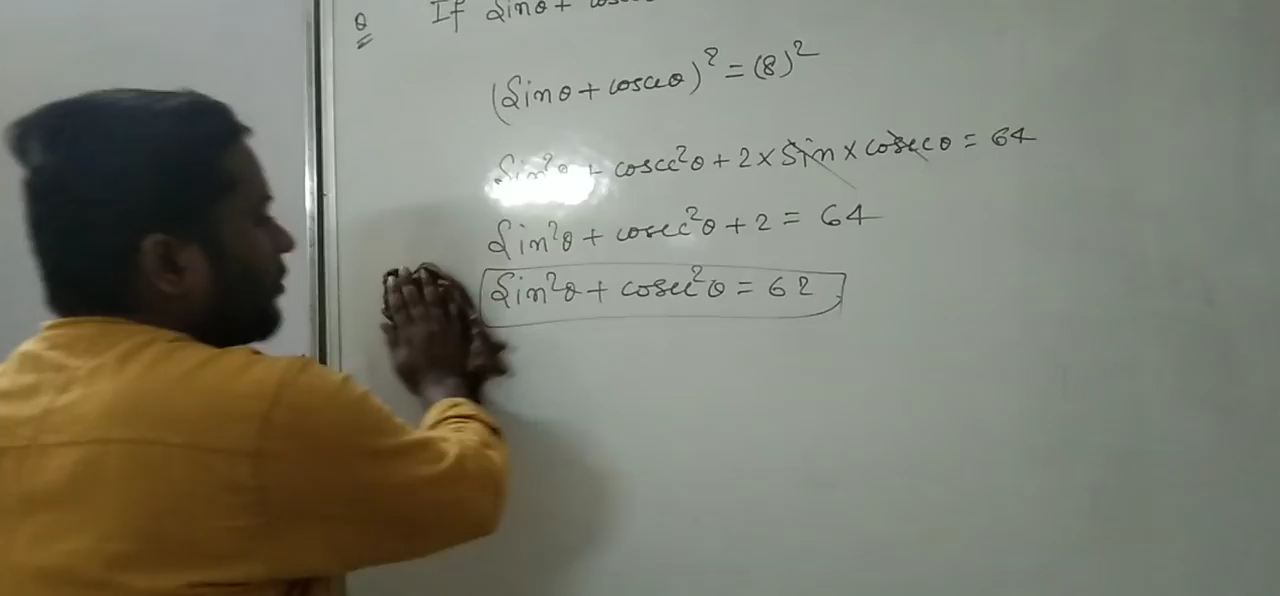 Q If Sinθ +
(Sinθ + cosecθ)² = (8)²
Sin²θ + cosec²θ + 2 × Sin × cosecθ = 64
Sin²θ + cosec²θ + 2 = 64
Sin²θ + cosec²θ = 62